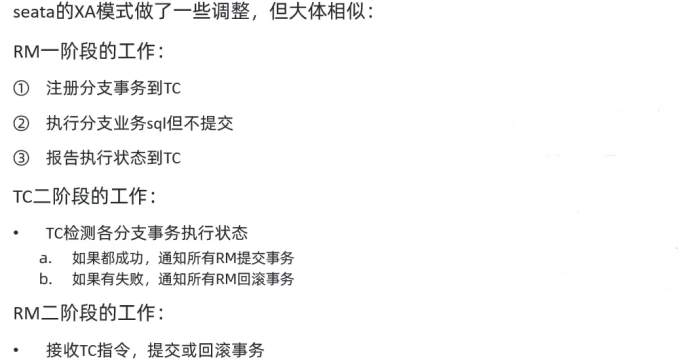 seata的XA模式做了一些调整，但大体相似：
RM一阶段的工作：
① 注册分支事务到TC
② 执行分支业务sql但不提交
③ 报告执行状态到TC
TC二阶段的工作：
• TC检测各分支事务执行状态
a. 如果都成功，通知所有RM提交事务
b. 如果有失败，通知所有RM回滚事务
RM二阶段的工作：
• 接收TC指令，提交或回滚事务